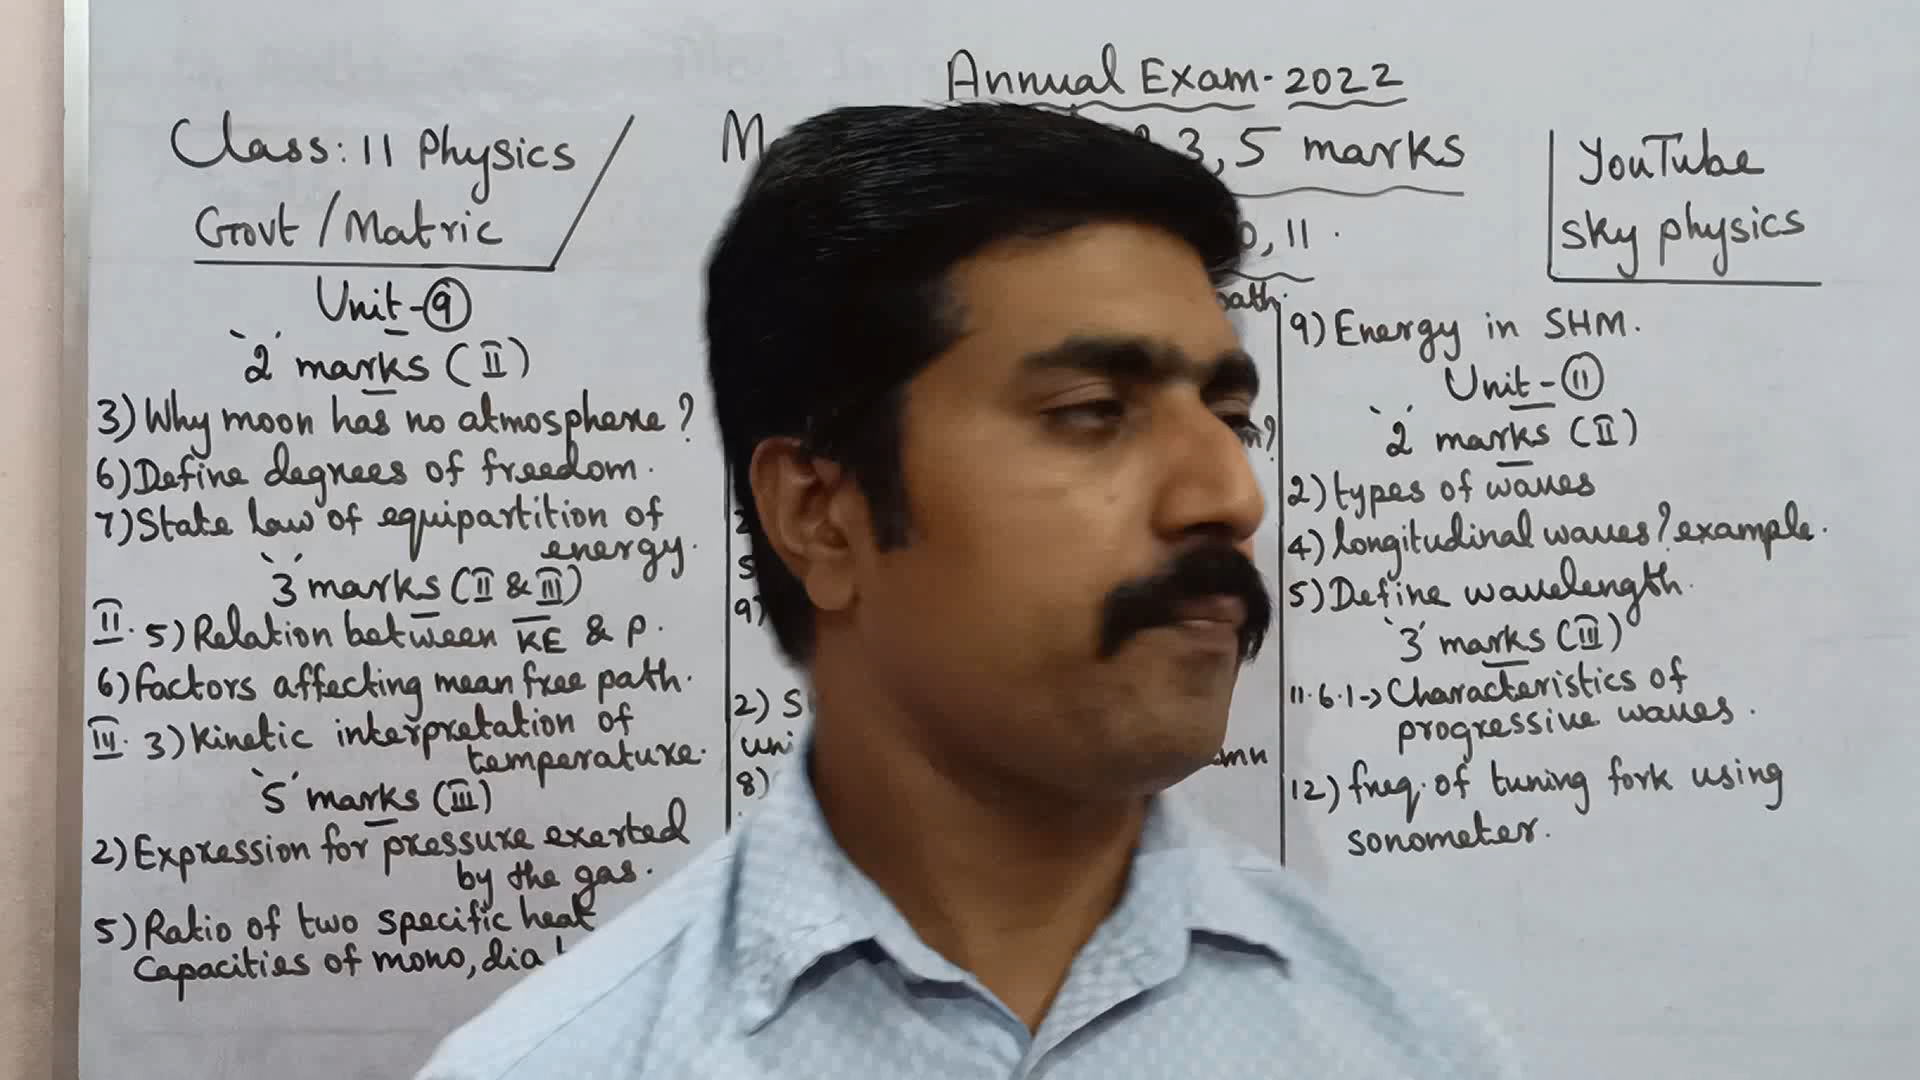 Annual Exam-2022
Class: 11 Physics
Govt / Matric
3, 5 marks
, 11.
YouTube
sky physics
Unit-⑨
'2' marks (II)
3) Why moon has no atmosphere?
6) Define degrees of freedom.
7) State law of equipartition of
energy.
'3' marks (II & III)
II. 5) Relation between KE & P.
6) factors affecting mean free path.
III. 3) kinetic interpretation of
temperature.
'5' marks (III)
2) Expression for pressure exerted
by the gas.
5) Ratio of two specific heat
capacities of mono, dia
9)
2)
8)
9) Energy in SHM.
Unit-⑪
'2' marks (II)
2) types of waves
4) longitudinal waves? example.
5) Define wavelength.
'3' marks (III)
11.6.1-> Characteristics of
progressive waves.
12) freq. of tuning fork using
sonometer.